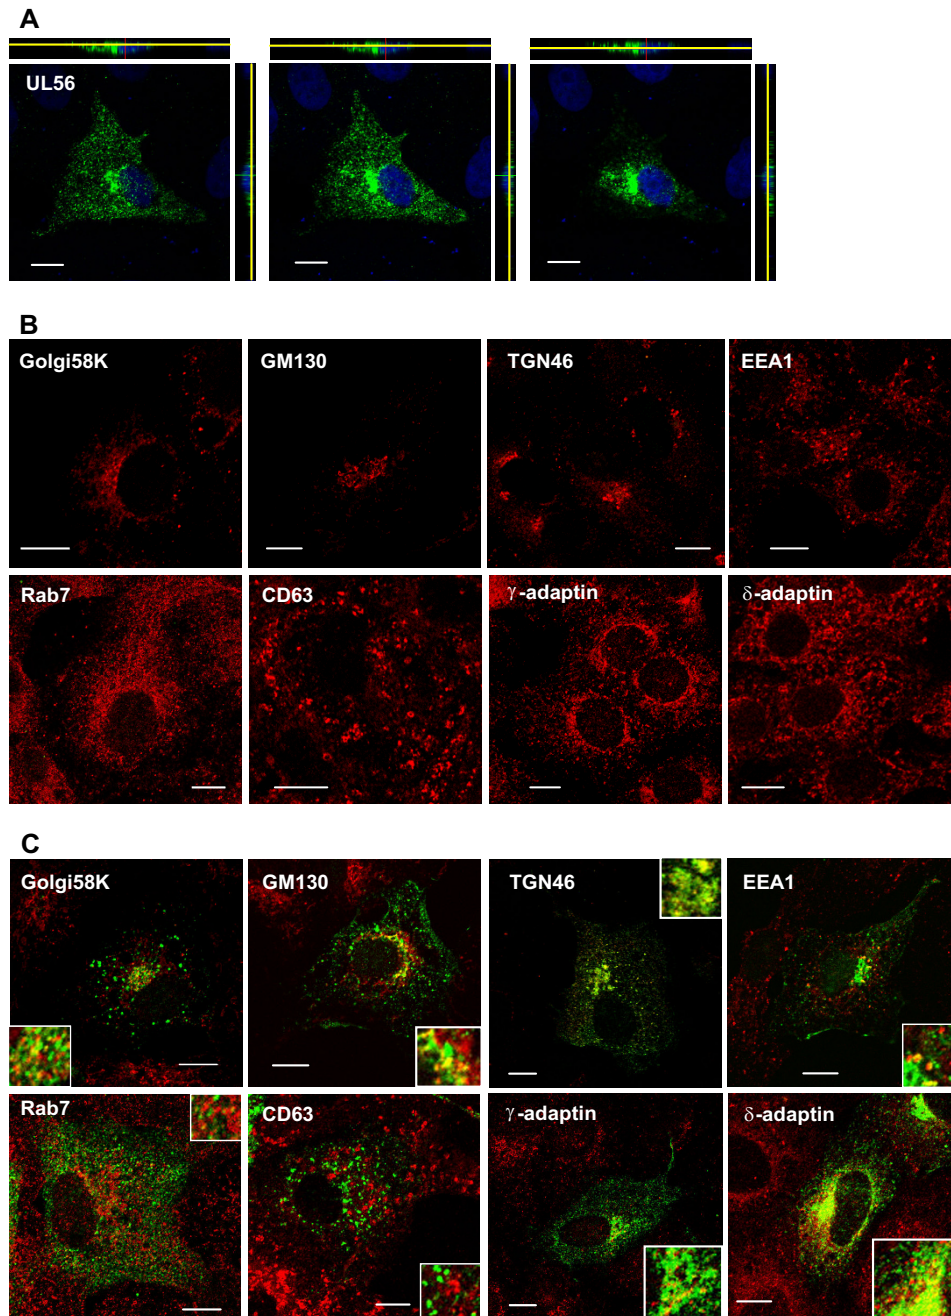 A
UL56
B
Golgi58K GM130 TGN46 EEA1
Rab7 CD63 γ-adaptin δ-adaptin
C
Golgi58K GM130 TGN46 EEA1
Rab7 CD63 γ-adaptin δ-adaptin